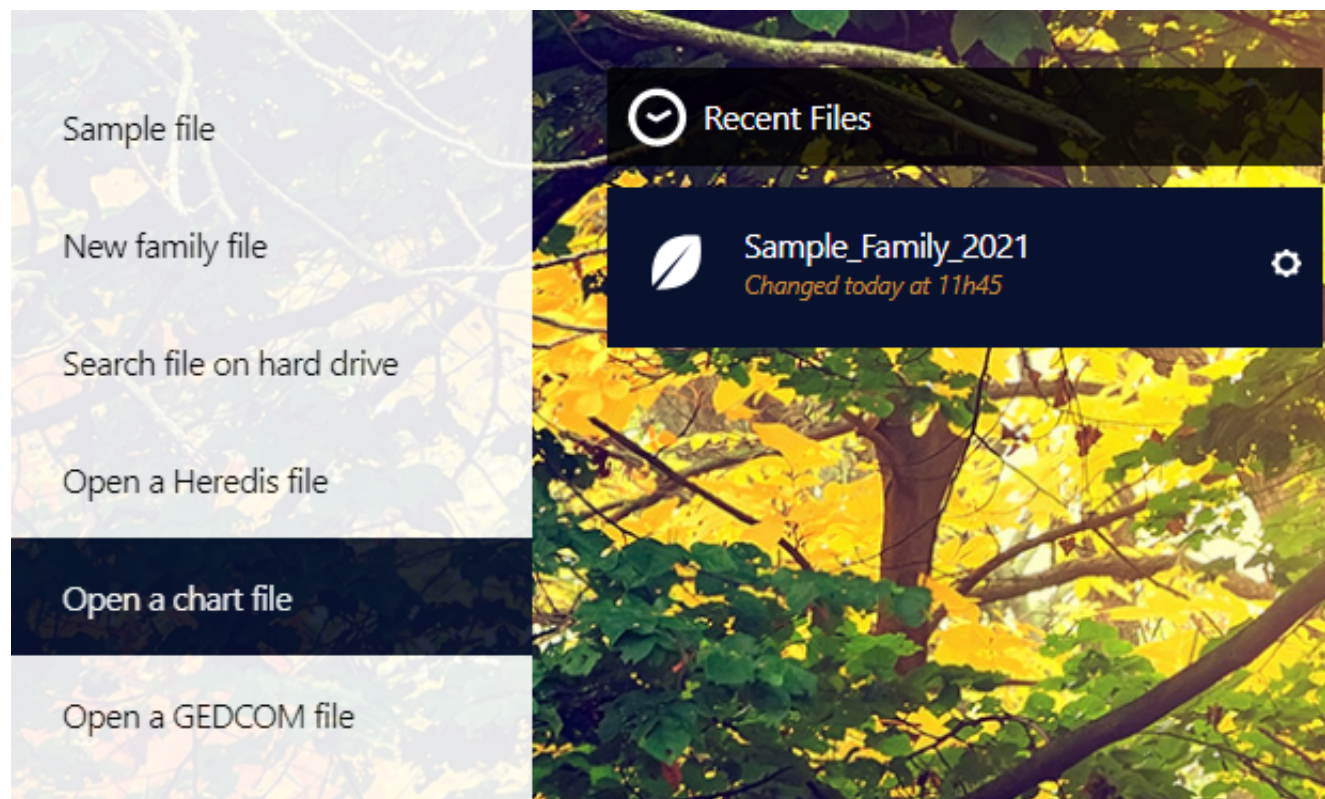 Sample file
New family file
Search file on hard drive
Open a Heredis file
Open a chart file
Open a GEDCOM file
Recent Files
Sample_Family_2021
Changed today at 11h45